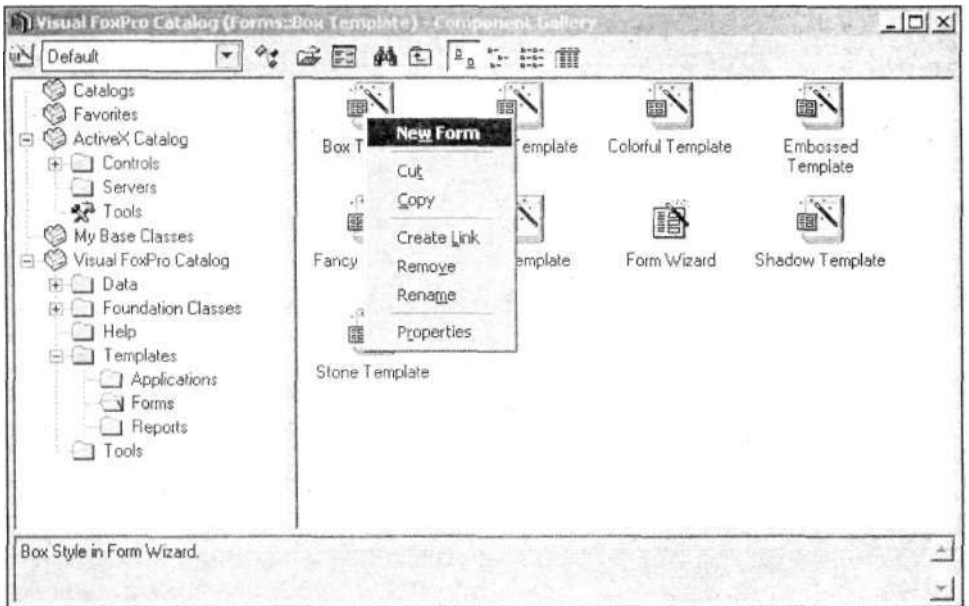 Visual FoxPro Catalog (Forms::Box Template) - Component Gallery
Default
Catalogs
Favorites
ActiveX Catalog
Controls
Servers
Tools
My Base Classes
Visual FoxPro Catalog
Data
Foundation Classes
Help
Templates
Applications
Forms
Reports
Tools
Box T
Template
Colorful Template
Embossed
Template
Fancy
emplate
Form Wizard
Shadow Template
Stone Template
New Form
Cut
Copy
Create Link
Remove
Rename
Properties
Box Style in Form Wizard.